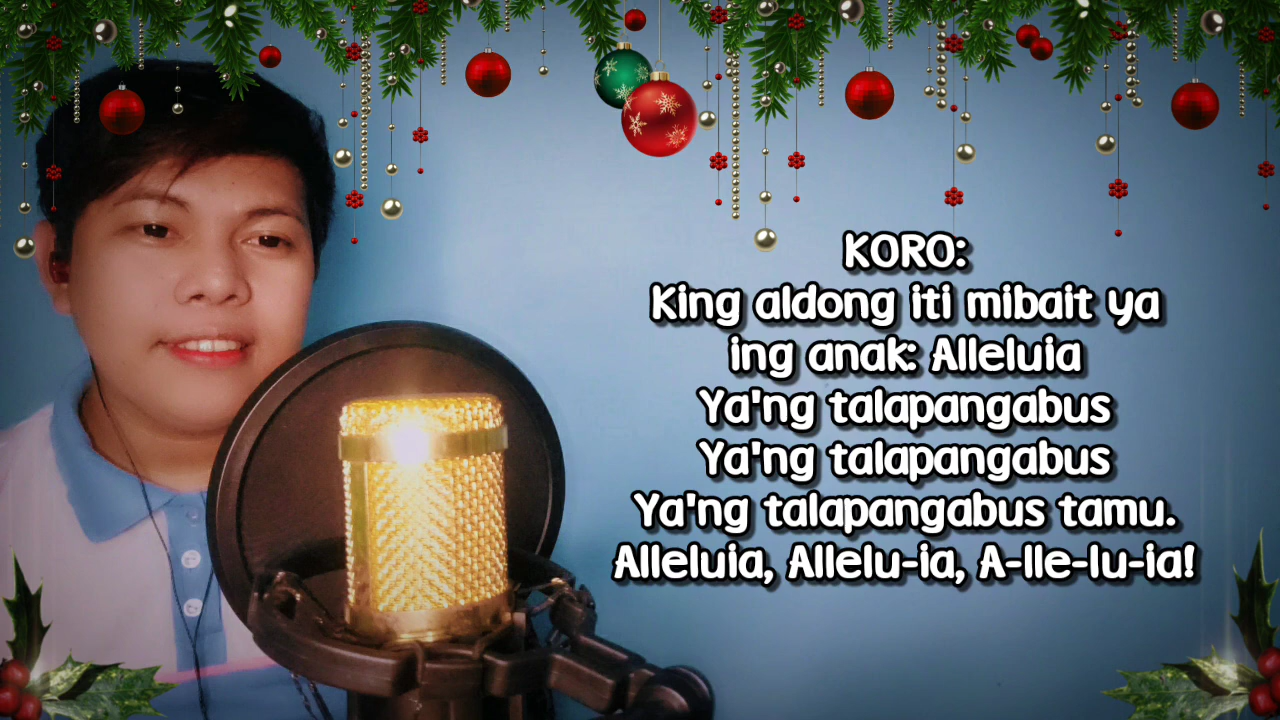 KORO:
King aldong iti mibait ya
ing anak: Alleluia
Ya'ng talapangabus
Ya'ng talapangabus
Ya'ng talapangabus tamu.
Alleluia, Allelu-ia, A-lle-lu-ia!